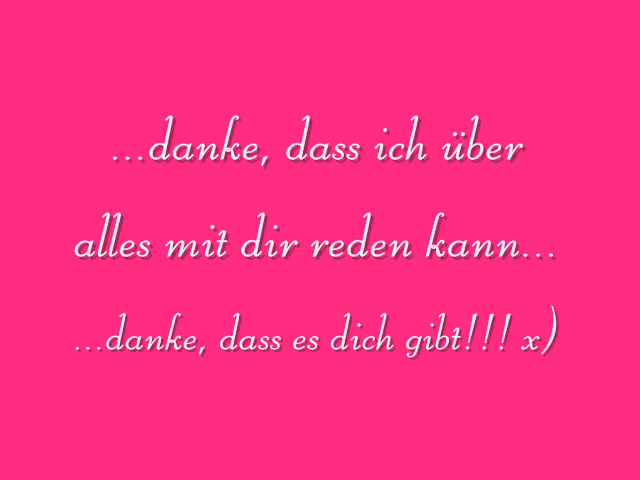 ...danke, dass ich über
alles mit dir reden kann...
...danke, dass es dich gibt!!! x)